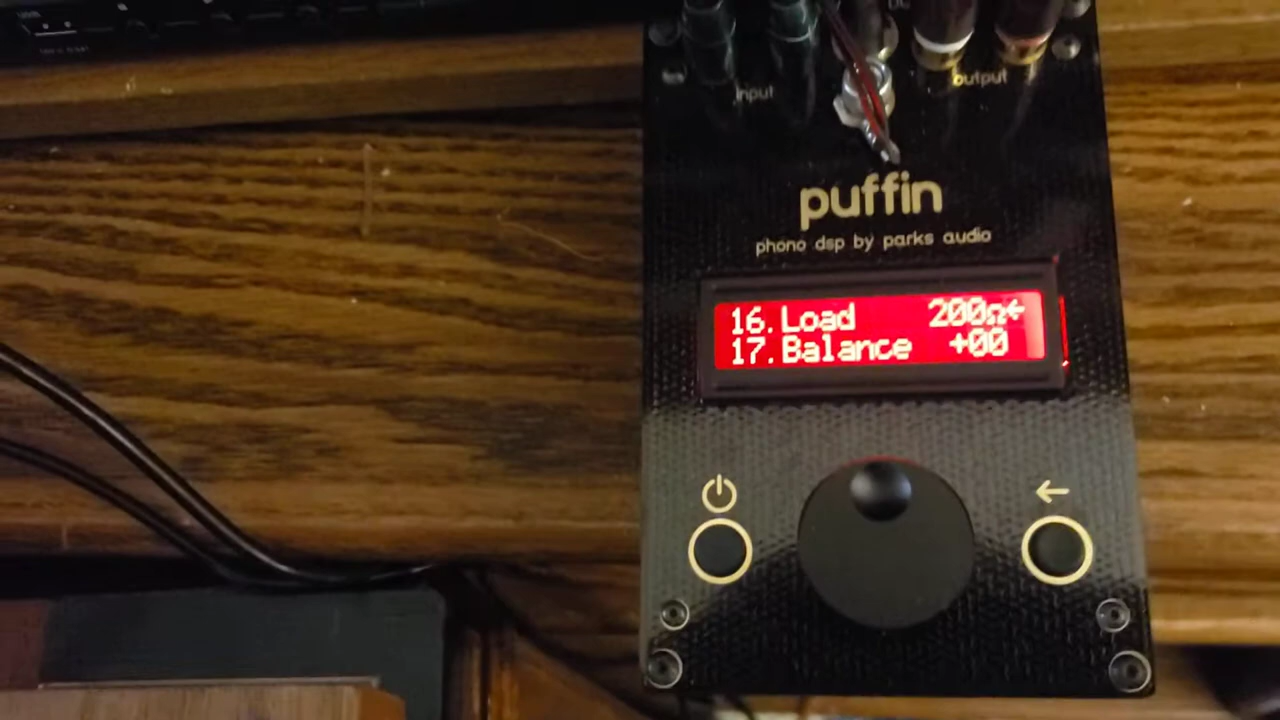 input
output
puffin
phono dsp by parks audio
16.Load 200Ω←
17.Balance +00